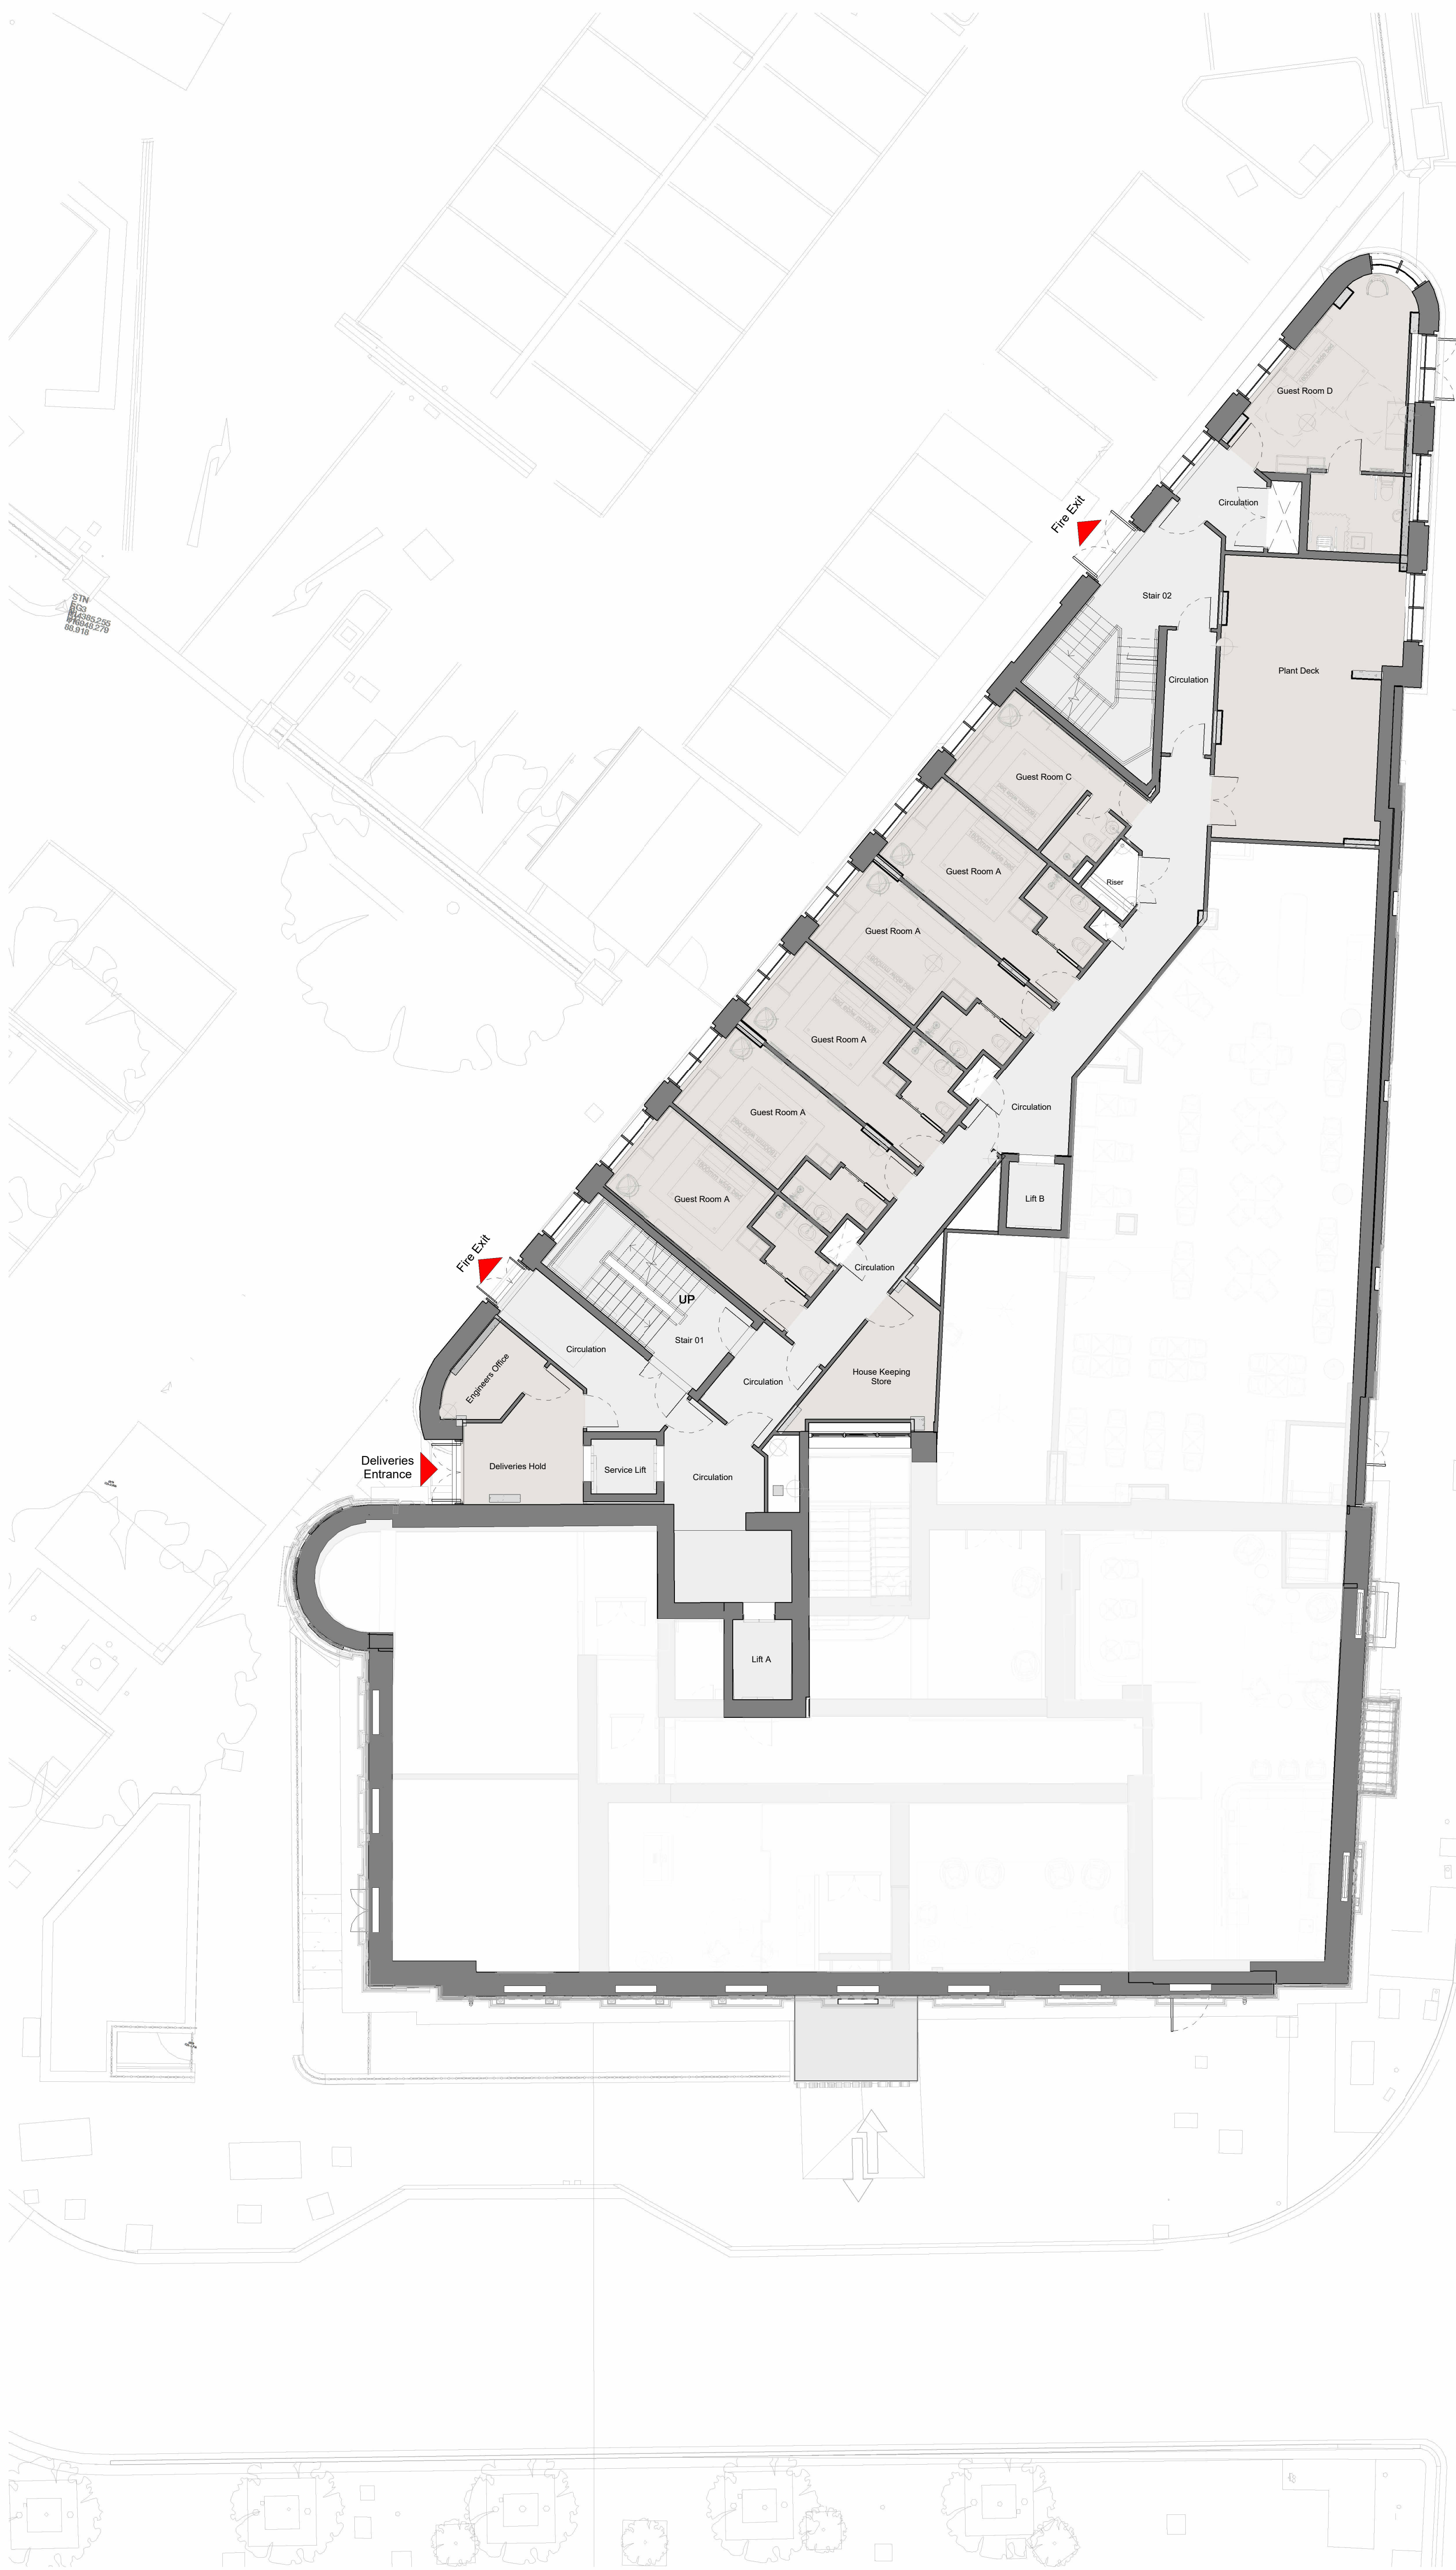 Guest Room D
Fire Exit
Circulation
Stair 02
STN
68.918
Plant Deck
Circulation
Guest Room C
Guest Room A
Riser
Guest Room A
Guest Room A
Circulation
Guest Room A
Guest Room A
Lift B
Fire Exit
Circulation
UP
Stair 01
Circulation
Engineers Office
House Keeping
Store
Circulation
Deliveries
Entrance
Deliveries Hold
Service Lift
Circulation
Lift A